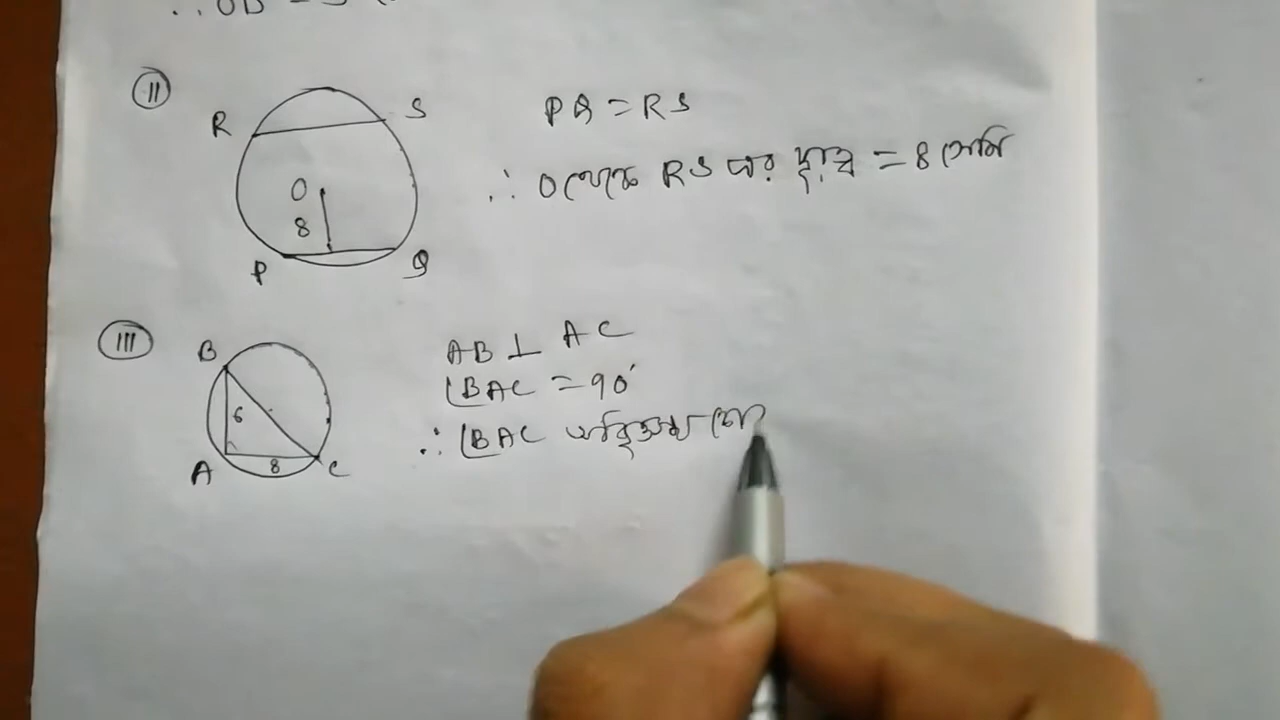 (II)
R S
O
8
P Q
PQ = RS
∴ O থেকে RS এর দূরত্ব = 8 সেমি
(III)
B
6
A 8 C
AB ⊥ AC
∠BAC = 90°
∴ ∠BAC অর্ধবৃত্তস্থ